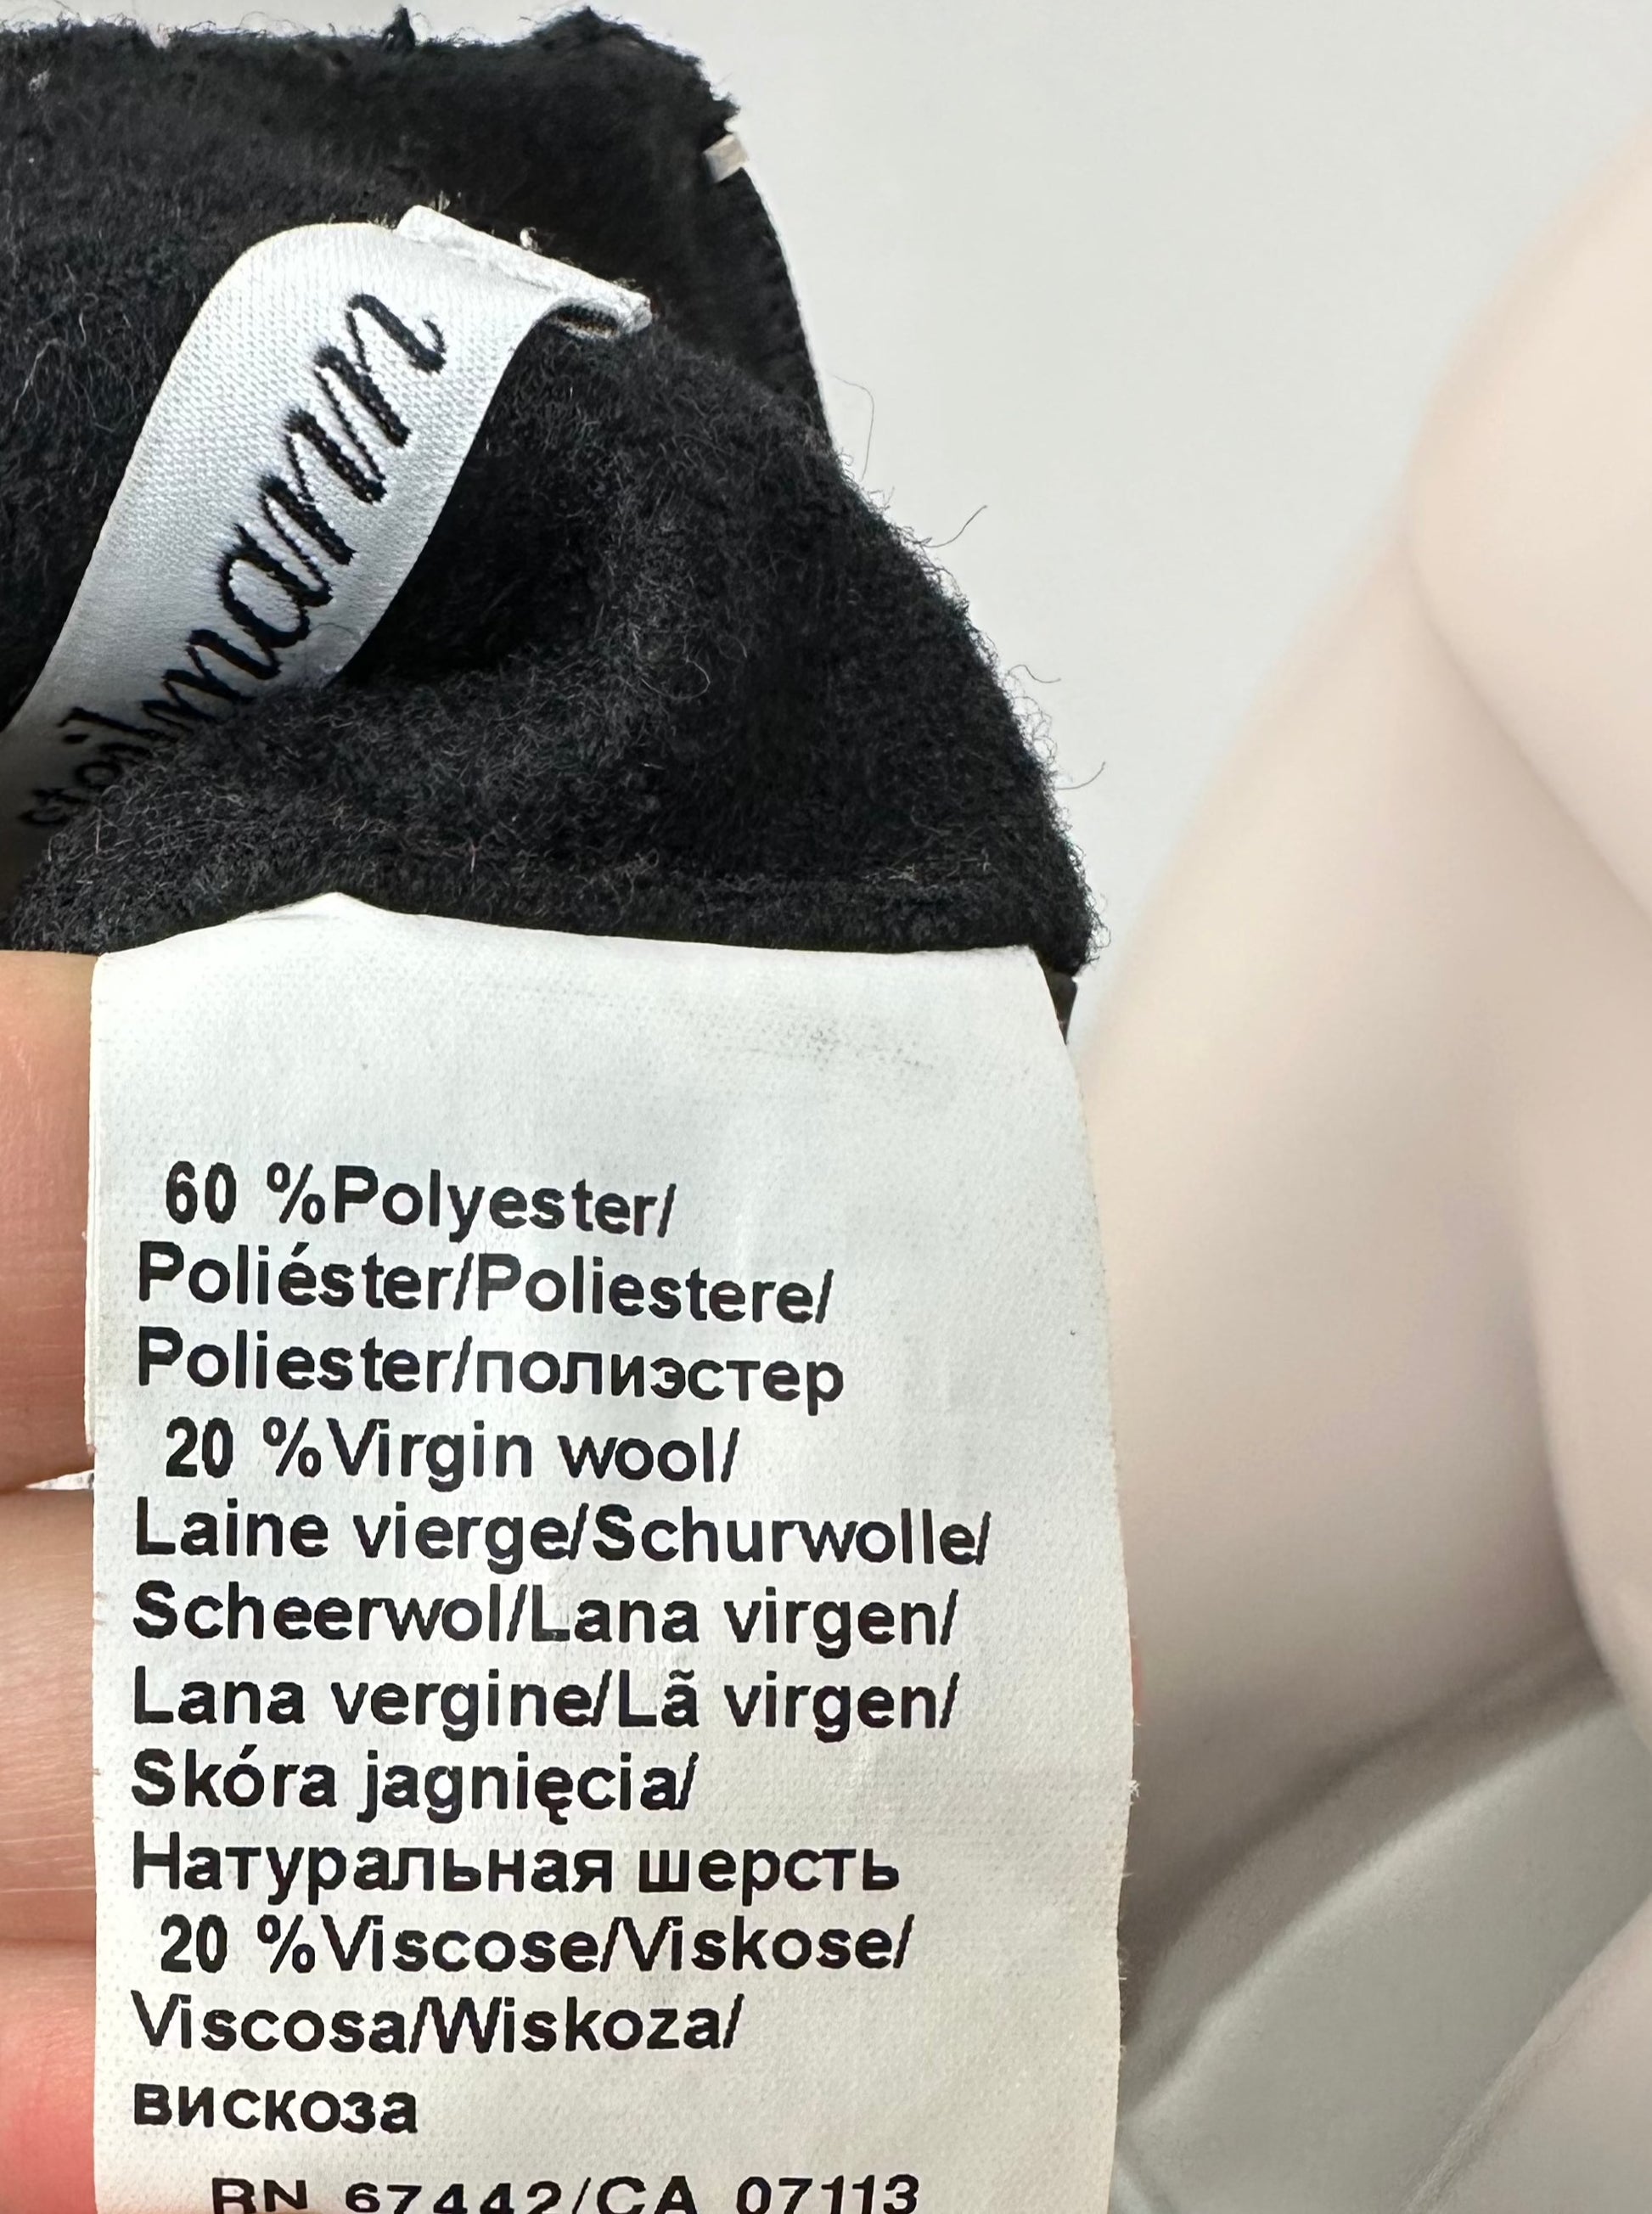 60 %Polyester/
Poliéster/Poliestere/
Poliester/полиэстер
20 %Virgin wool/
Laine vierge/Schurwolle/
Scheerwol/Lana virgen/
Lana vergine/Lã virgen/
Skóra jagnięcia/
Натуральная шерсть
20 %Viscose/Viskose/
Viscosa/Wiskoza/
вискоза
RN 67442/CA 07113